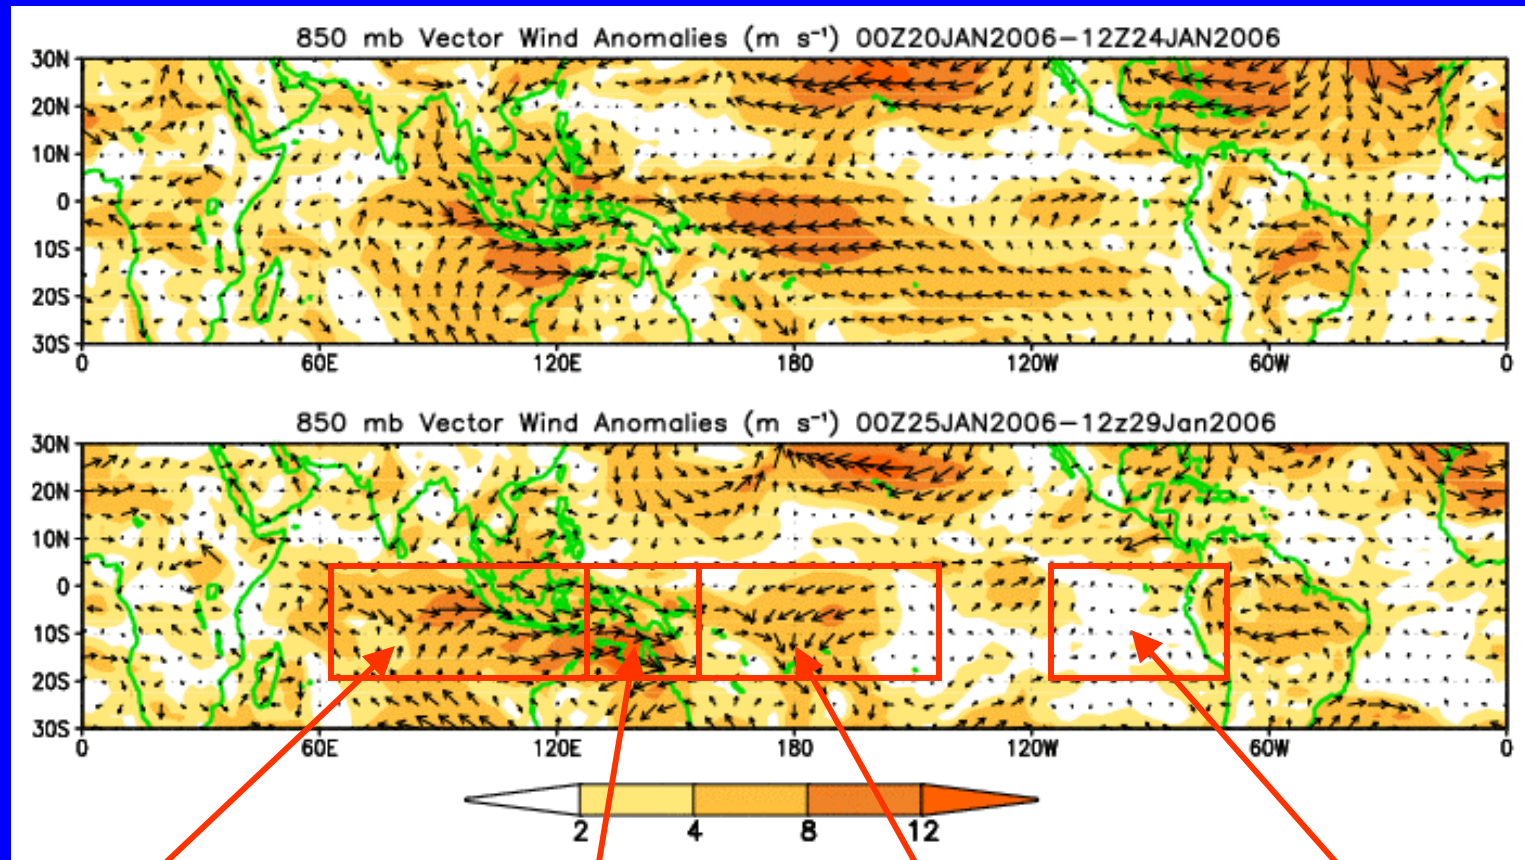 850 mb Vector Wind Anomalies (m s⁻¹) 00Z20JAN2006−12Z24JAN2006
30N
20N
10N
0
10S
20S
30S
0 60E 120E 180 120W 60W 0
850 mb Vector Wind Anomalies (m s⁻¹) 00Z25JAN2006−12z29Jan2006
30N
20N
10N
0
10S
20S
30S
0 60E 120E 180 120W 60W 0
2 4 8 12